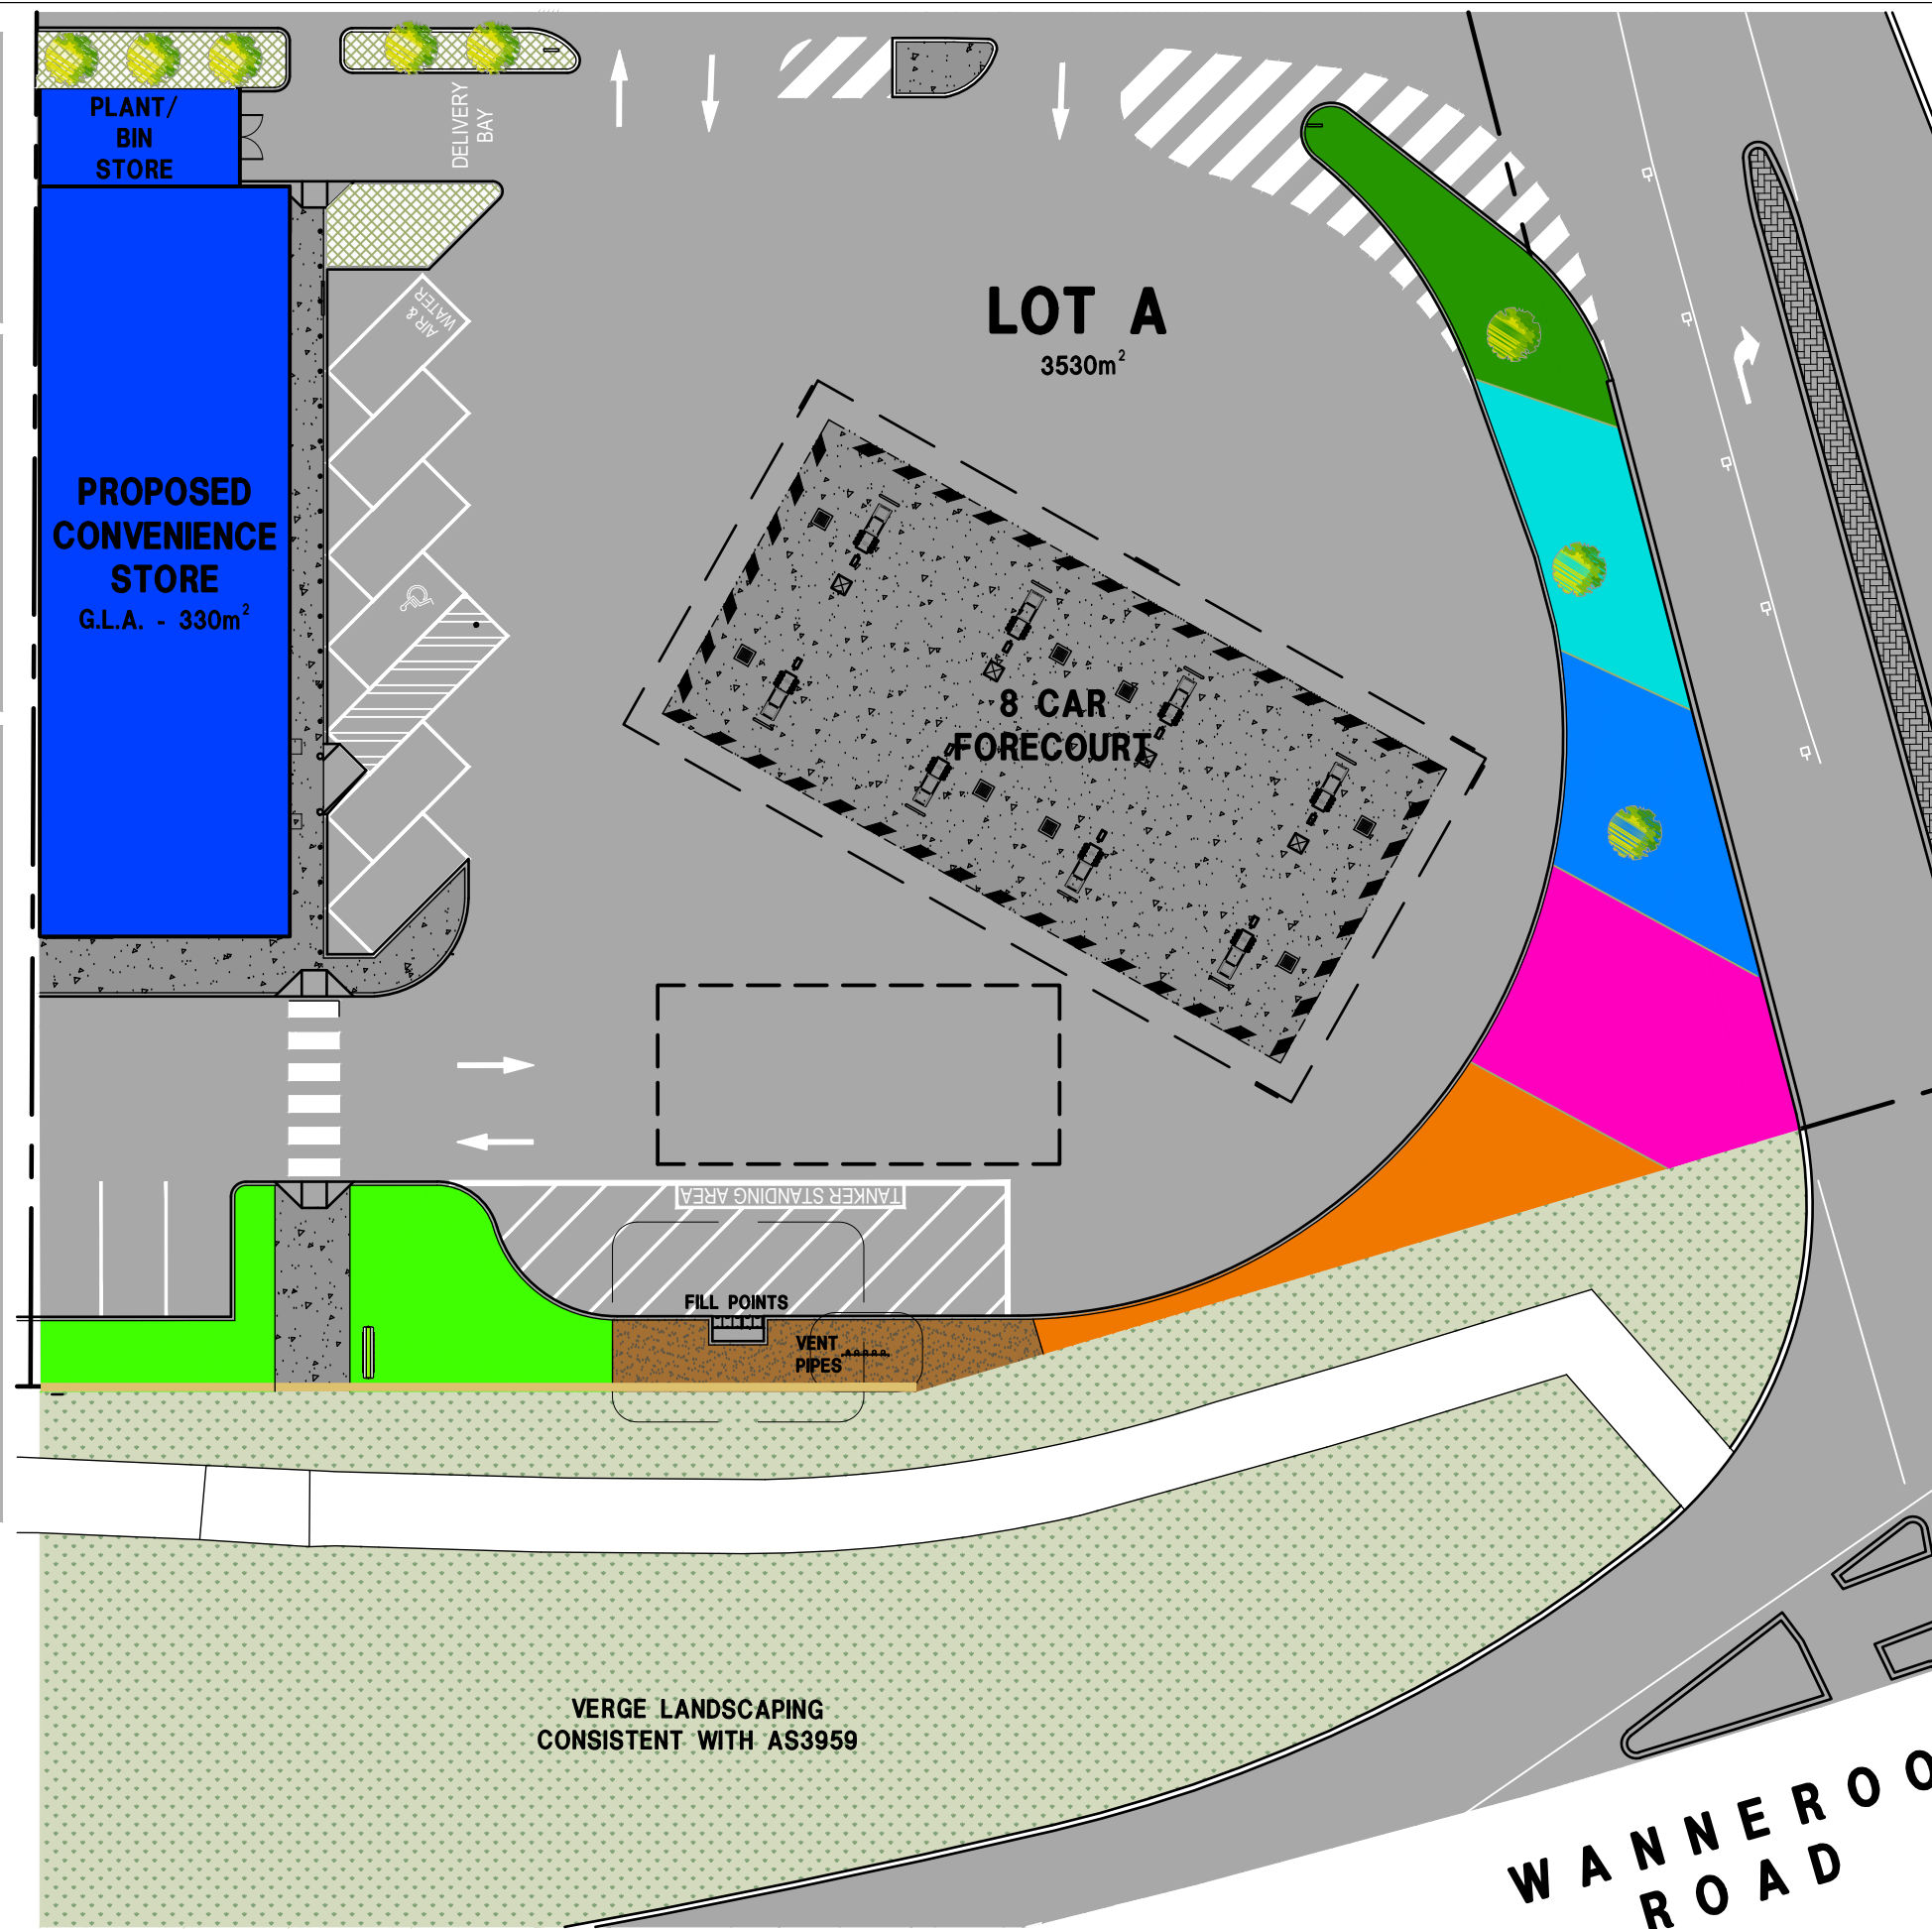 PLANT/
BIN
STORE
DELIVERY
BAY
AIR &
WATER
LOT A
3530m²
PROPOSED
CONVENIENCE
STORE
G.L.A. - 330m²
8 CAR
FORECOURT
TANKER STANDING AREA
FILL POINTS
VENT
PIPES
VERGE LANDSCAPING
CONSISTENT WITH AS3959
WANNEROO
ROAD